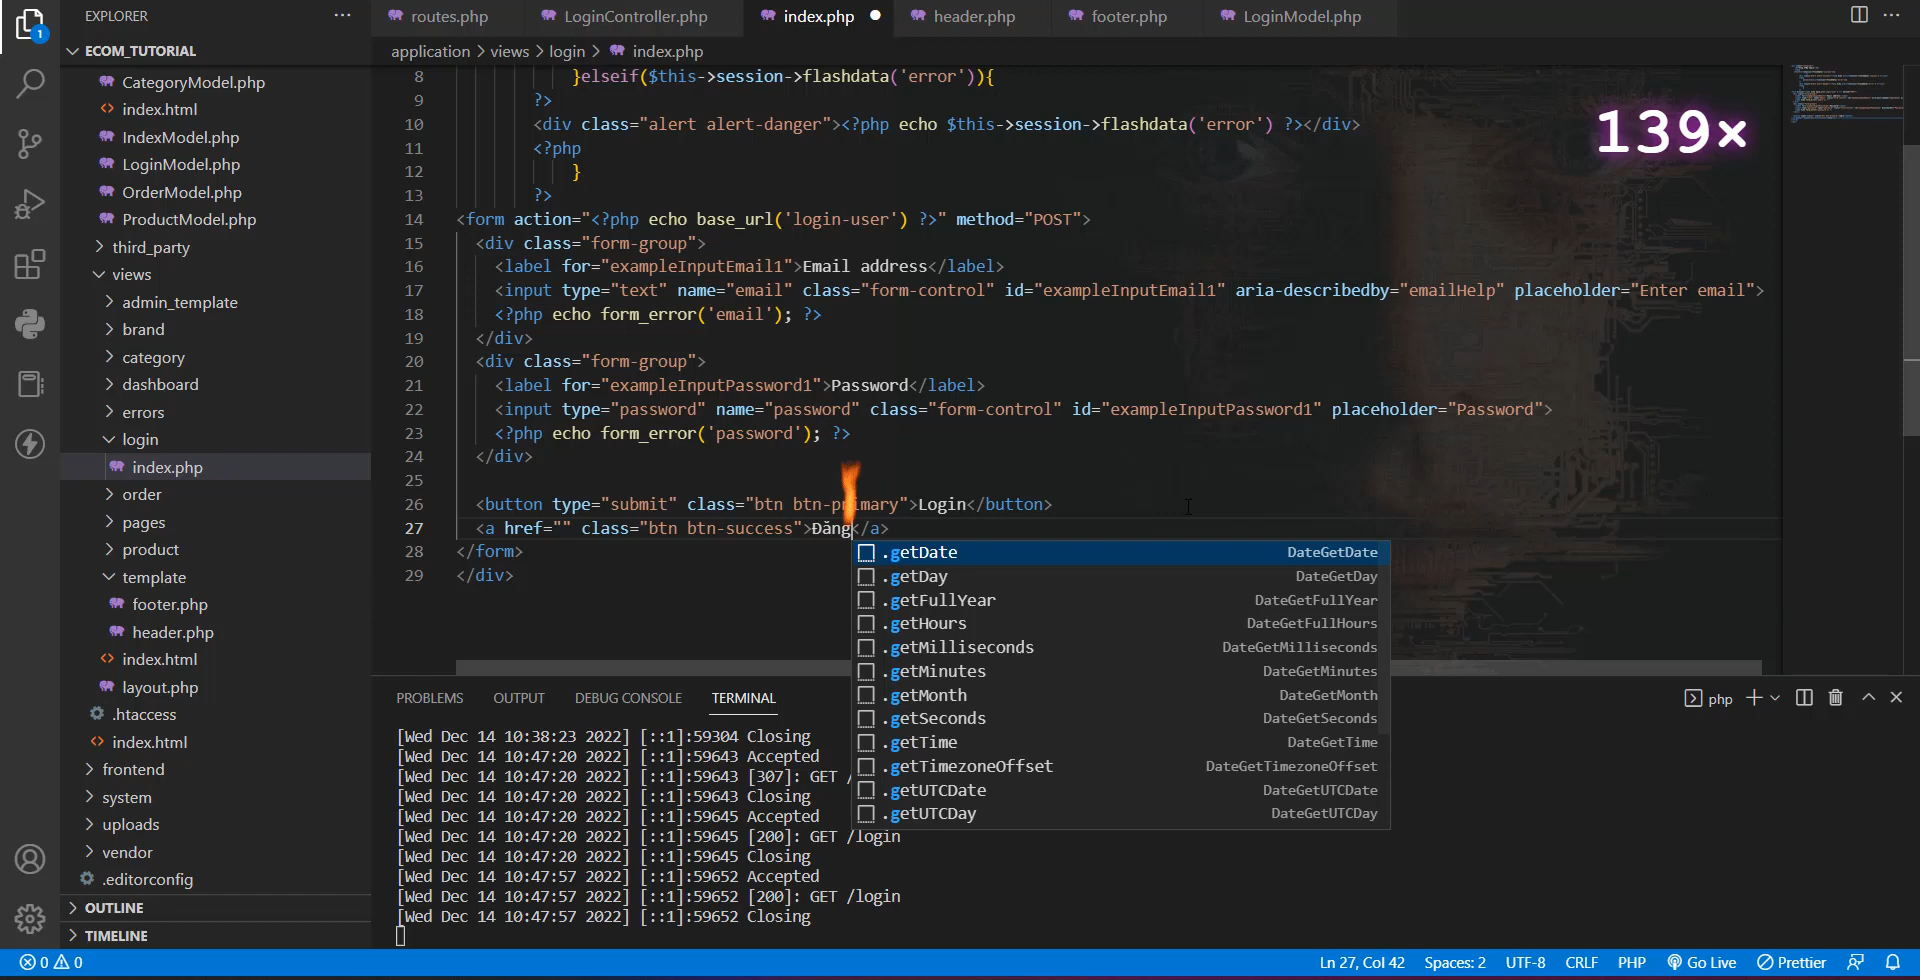 EXPLORER
ECOM_TUTORIAL
CategoryModel.php
index.html
IndexModel.php
LoginModel.php
OrderModel.php
ProductModel.php
third_party
views
admin_template
brand
category
dashboard
errors
login
index.php
order
pages
product
template
footer.php
header.php
index.html
layout.php
.htaccess
index.html
frontend
system
uploads
vendor
.editorconfig
OUTLINE
TIMELINE
1
routes.php LoginController.php index.php header.php footer.php LoginModel.php
application > views > login > index.php
139×
8 }elseif($this->session->flashdata('error')){
9 ?>
10 <div class="alert alert-danger"><?php echo $this->session->flashdata('error') ?></div>
11 <?php
12 }
13 ?>
14 <form action="<?php echo base_url('login-user') ?>" method="POST">
15 <div class="form-group">
16 <label for="exampleInputEmail1">Email address</label>
17 <input type="text" name="email" class="form-control" id="exampleInputEmail1" aria-describedby="emailHelp" placeholder="Enter email">
18 <?php echo form_error('email'); ?>
19 </div>
20 <div class="form-group">
21 <label for="exampleInputPassword1">Password</label>
22 <input type="password" name="password" class="form-control" id="exampleInputPassword1" placeholder="Password">
23 <?php echo form_error('password'); ?>
24 </div>
25
26 <button type="submit" class="btn btn-primary">Login</button>
27 <a href="" class="btn btn-success">Đăng</a>
28 </form>
29 </div>
.getDate DateGetDate
.getDay DateGetDay
.getFullYear DateGetFullYear
.getHours DateGetFullHours
.getMilliseconds DateGetMilliseconds
.getMinutes DateGetMinutes
.getMonth DateGetMonth
.getSeconds DateGetSeconds
.getTime DateGetTime
.getTimezoneOffset DateGetTimezoneOffset
.getUTCDate DateGetUTCDate
.getUTCDay DateGetUTCDay
PROBLEMS OUTPUT DEBUG CONSOLE TERMINAL php
[Wed Dec 14 10:38:23 2022] [::1]:59304 Closing
[Wed Dec 14 10:47:20 2022] [::1]:59643 Accepted
[Wed Dec 14 10:47:20 2022] [::1]:59643 [307]: GET /
[Wed Dec 14 10:47:20 2022] [::1]:59643 Closing
[Wed Dec 14 10:47:20 2022] [::1]:59645 Accepted
[Wed Dec 14 10:47:20 2022] [::1]:59645 [200]: GET /login
[Wed Dec 14 10:47:20 2022] [::1]:59645 Closing
[Wed Dec 14 10:47:57 2022] [::1]:59652 Accepted
[Wed Dec 14 10:47:57 2022] [::1]:59652 [200]: GET /login
[Wed Dec 14 10:47:57 2022] [::1]:59652 Closing
0 0 Ln 27, Col 42 Spaces: 2 UTF-8 CRLF PHP Go Live Prettier